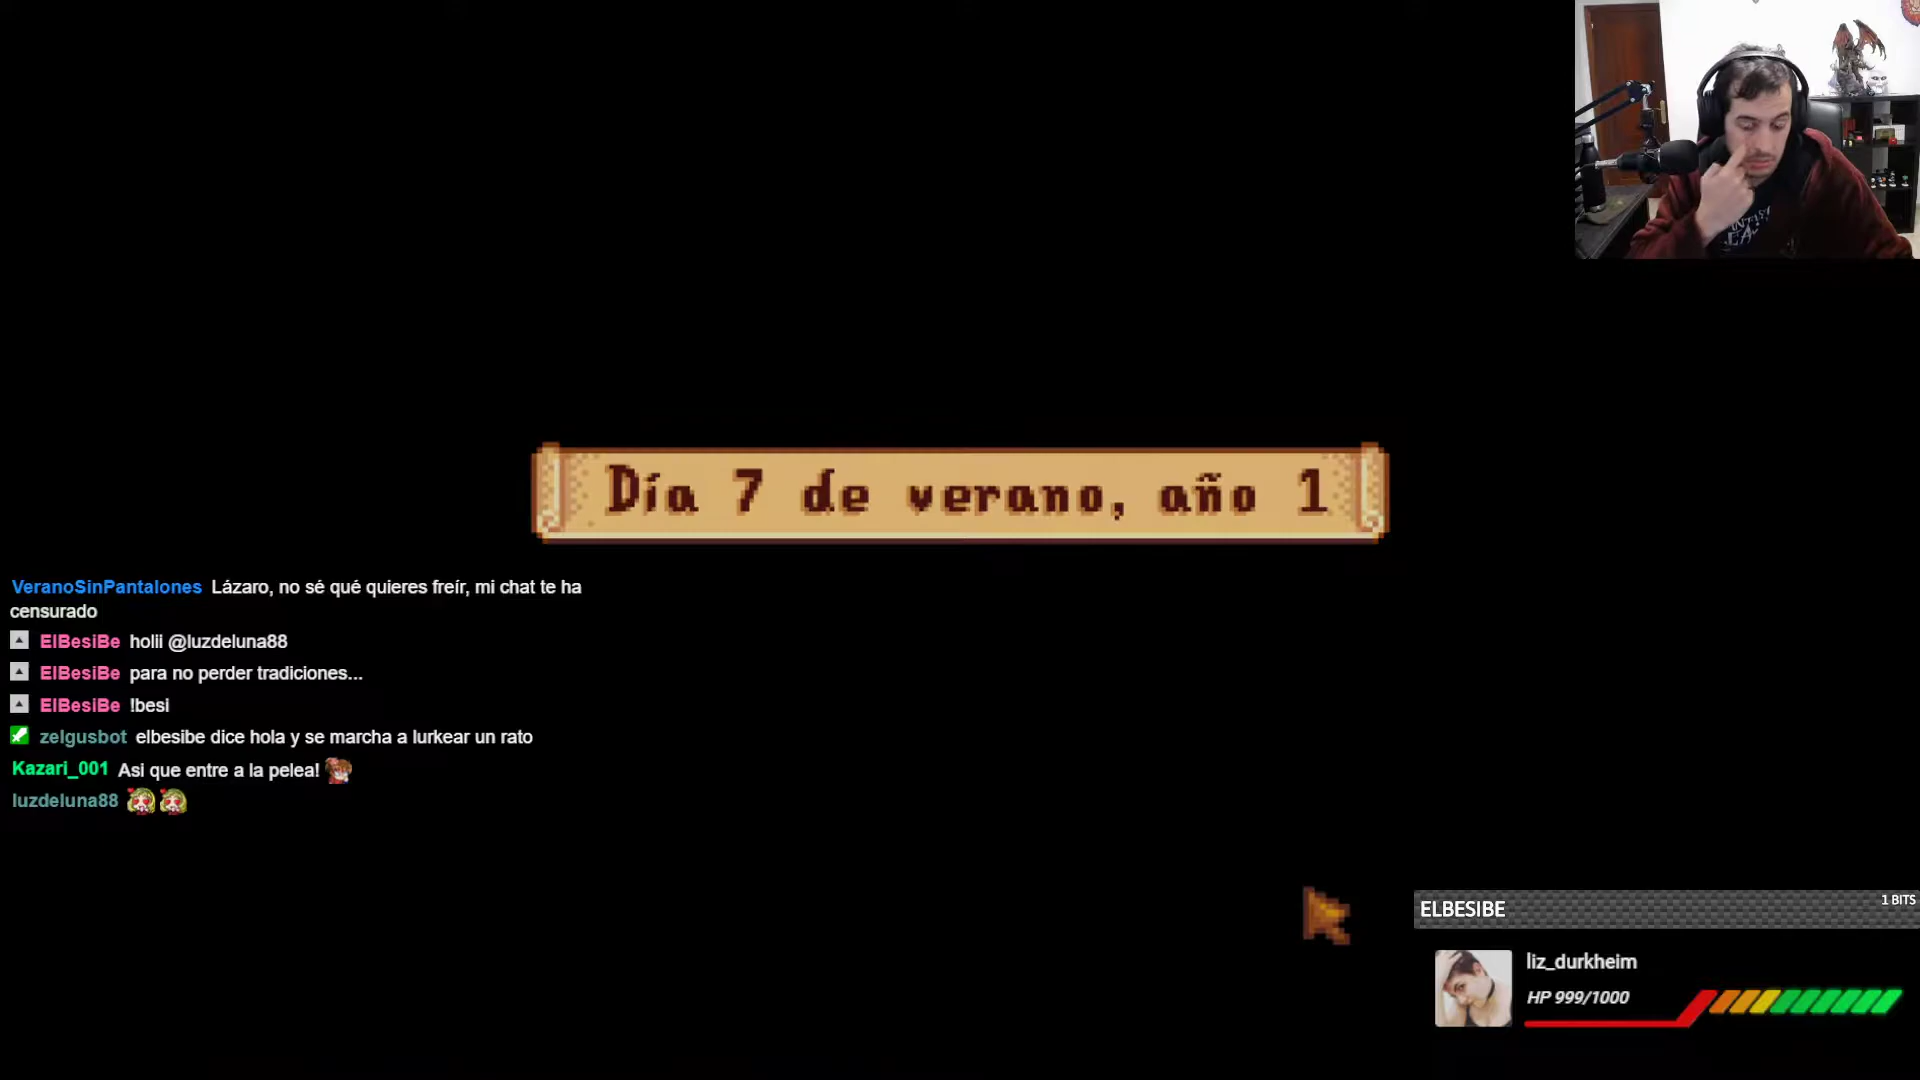 Día 7 de verano, año 1
VeranoSinPantalones Lázaro, no sé qué quieres freír, mi chat te ha
censurado
ElBesiBe holii @luzdeluna88
ElBesiBe para no perder tradiciones...
ElBesiBe !besi
zelgusbot elbesibe dice hola y se marcha a lurkear un rato
Kazari_001 Asi que entre a la pelea!
luzdeluna88
ELBESIBE
1 BITS
liz_durkheim
HP 999/1000